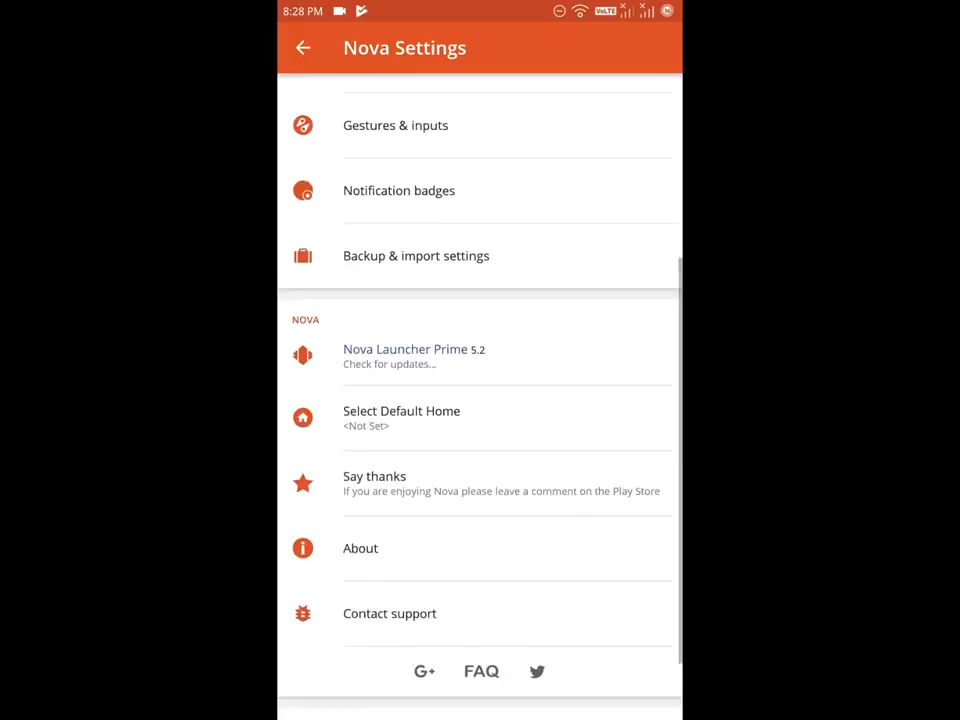 8:28 PM VoLTE
Nova Settings
Gestures & inputs
Notification badges
Backup & import settings
NOVA
Nova Launcher Prime 5.2
Check for updates...
Select Default Home
<Not Set>
Say thanks
If you are enjoying Nova please leave a comment on the Play Store
About
Contact support
G+ FAQ